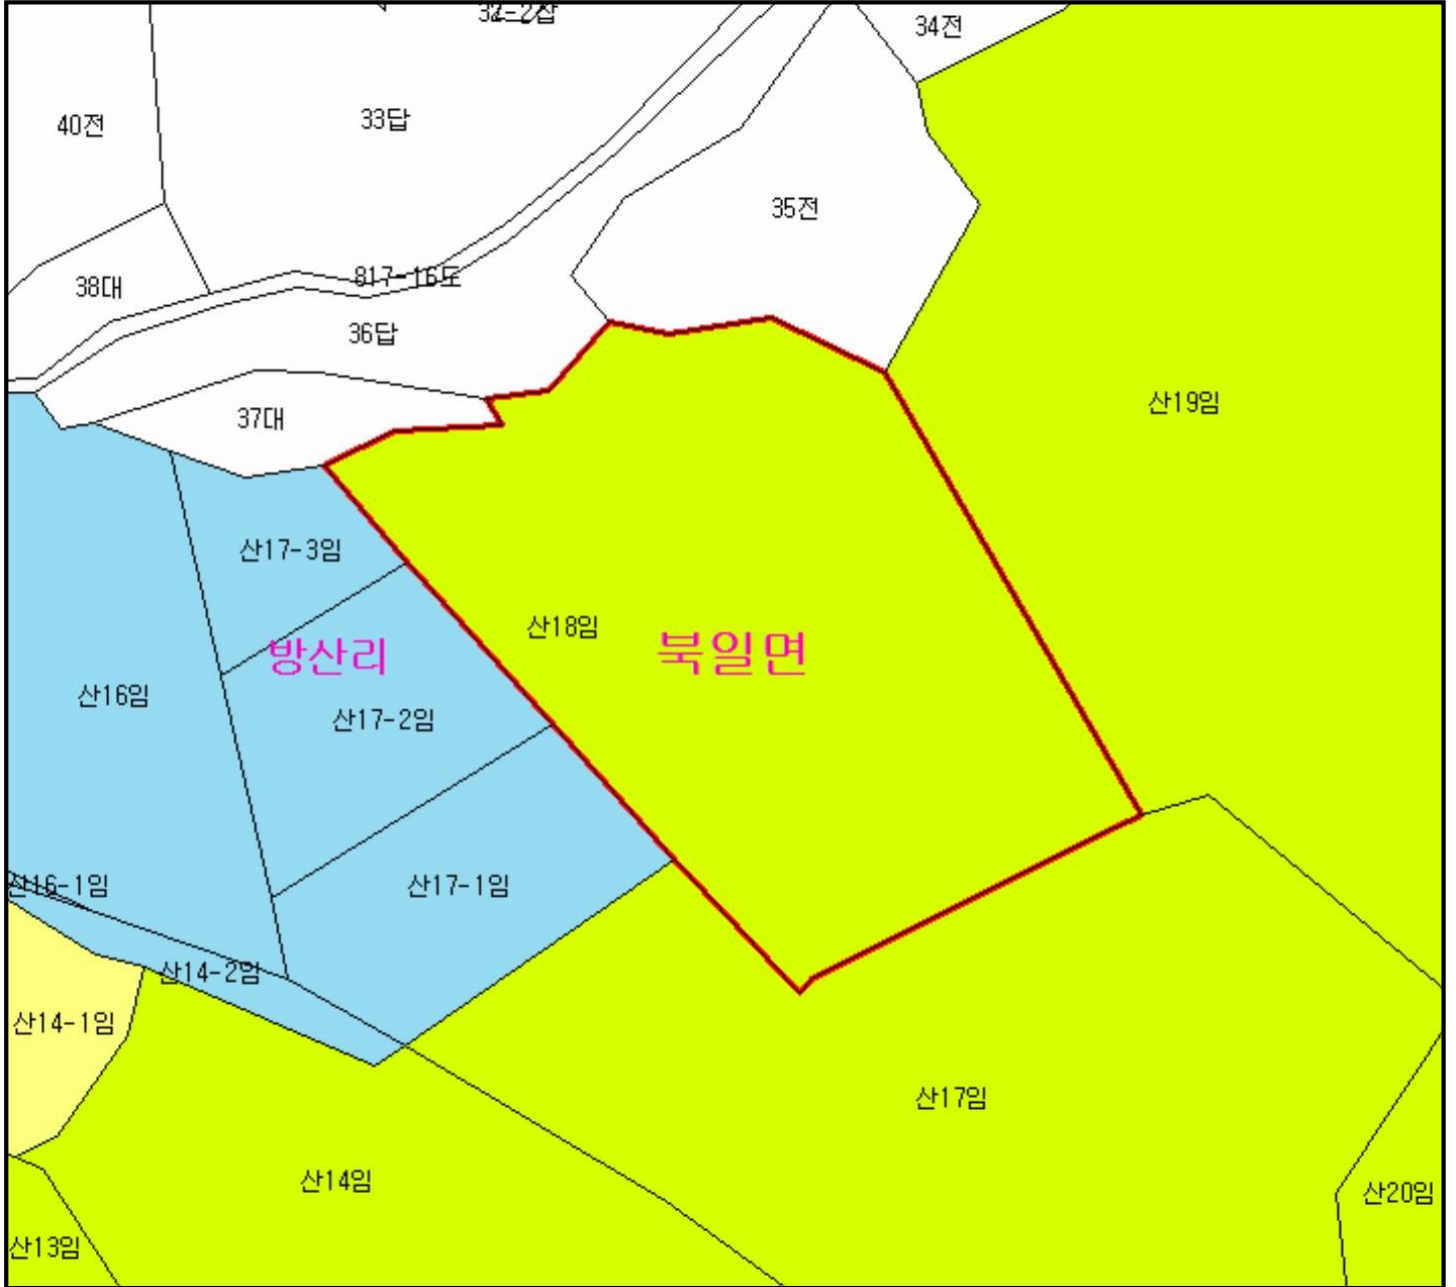 34전
40전
33답
35전
817-16도
38대
36답
산19임
37대
산17-3임
산18임
북일면
방산리
산16임
산17-2임
산16-1임
산17-1임
산14-2임
산14-1임
산17임
산14임
산20임
산13임